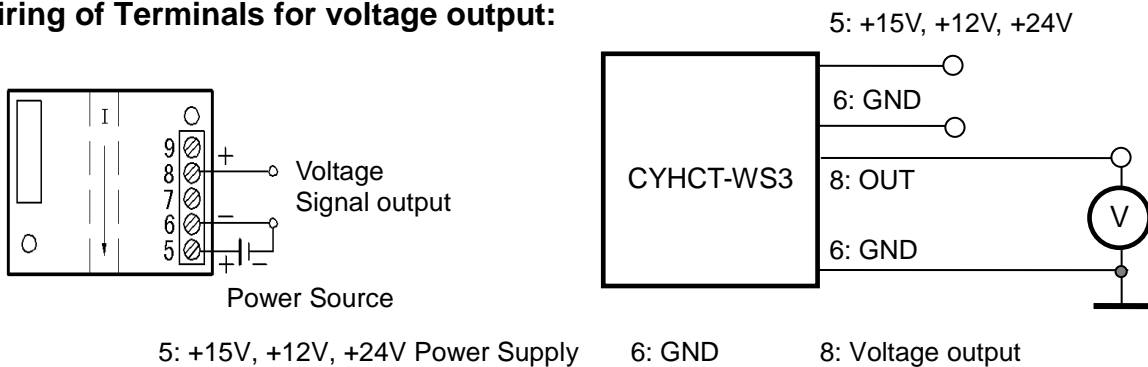 iring of Terminals for voltage output:
I
9
8
7
6
5
+
−
+
−
Voltage
Signal output
Power Source
5: +15V, +12V, +24V
6: GND
CYHCT-WS3
8: OUT
V
6: GND
5: +15V, +12V, +24V Power Supply 6: GND 8: Voltage output